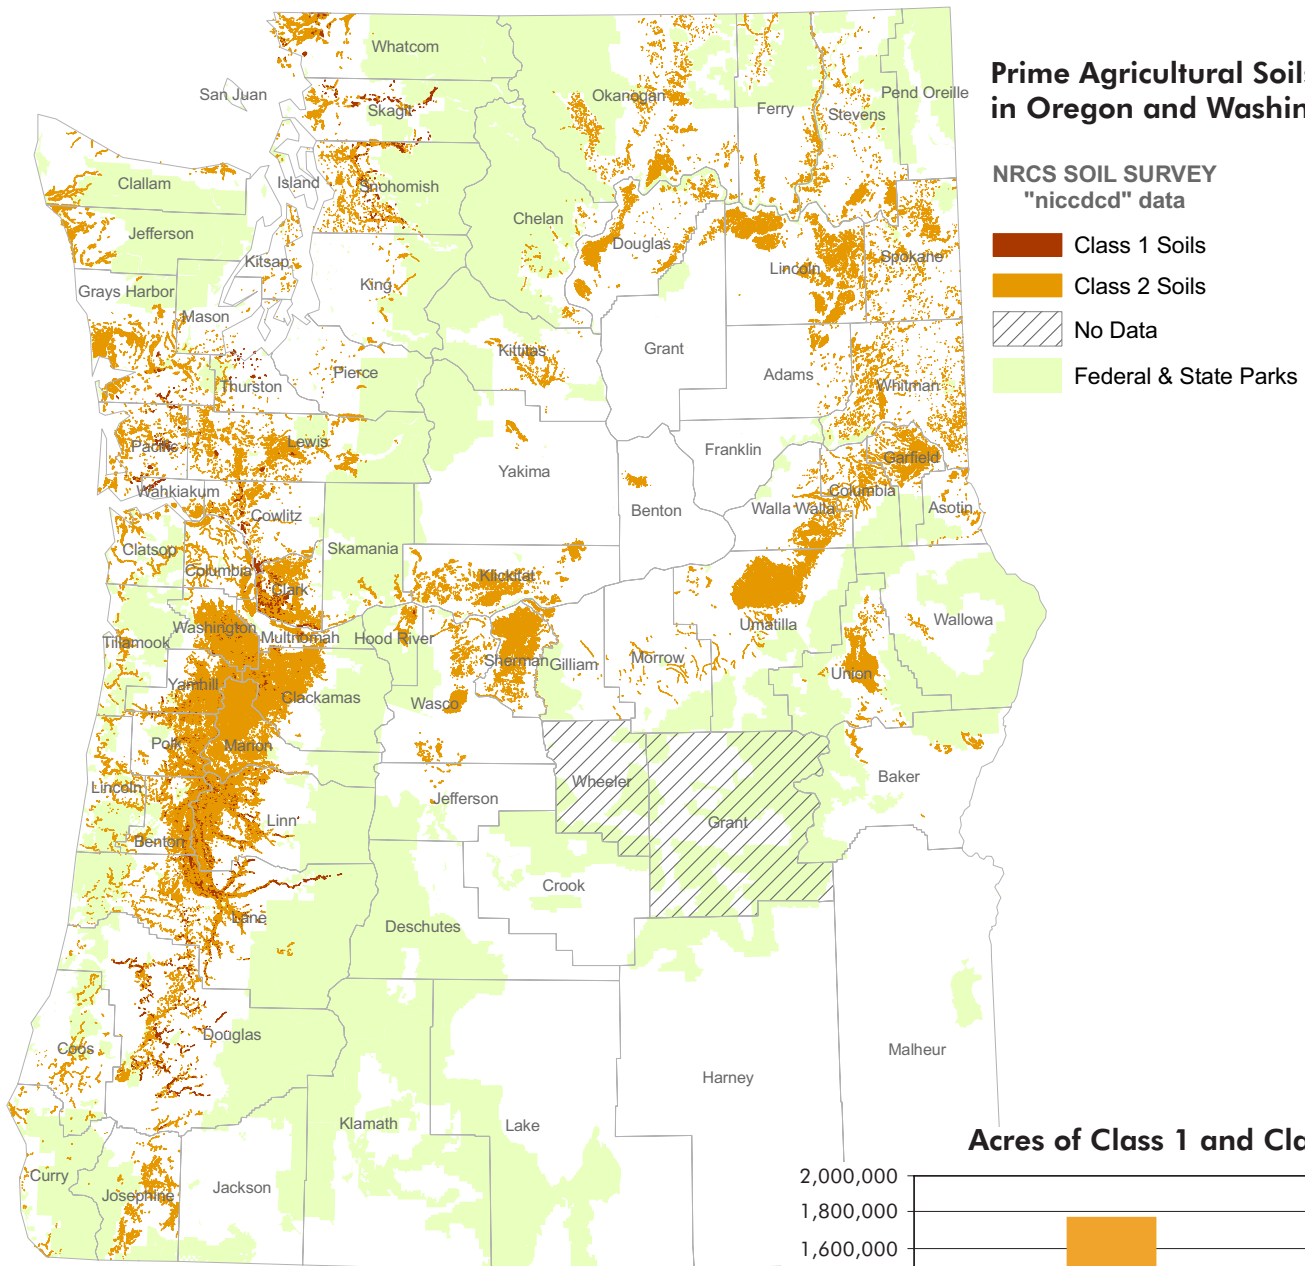 Prime Agricultural Soils
in Oregon and Washin
NRCS SOIL SURVEY
"niccdcd" data
Class 1 Soils
Class 2 Soils
No Data
Federal & State Parks
Whatcom
San Juan
Skagit
Okanogan
Ferry
Stevens
Pend Oreille
Clallam
Island
Snohomish
Chelan
Jefferson
Douglas
Kitsap
King
Lincoln
Spokane
Grays Harbor
Mason
Grant
Kittitas
Adams
Thurston
Pierce
Whitman
Pacific
Lewis
Yakima
Franklin
Garfield
Wahkiakum
Cowlitz
Benton
Walla Walla
Columbia
Asotin
Clatsop
Skamania
Columbia
Clark
Klickitat
Washington
Multnomah
Hood River
Umatilla
Wallowa
Tillamook
Sherman
Gilliam
Morrow
Union
Yamhill
Clackamas
Wasco
Polk
Marion
Wheeler
Baker
Lincoln
Jefferson
Linn
Grant
Benton
Crook
Lane
Deschutes
Douglas
Coos
Malheur
Harney
Klamath
Lake
Curry
Josephine
Jackson
Acres of Class 1 and Cla
2,000,000
1,800,000
1,600,000